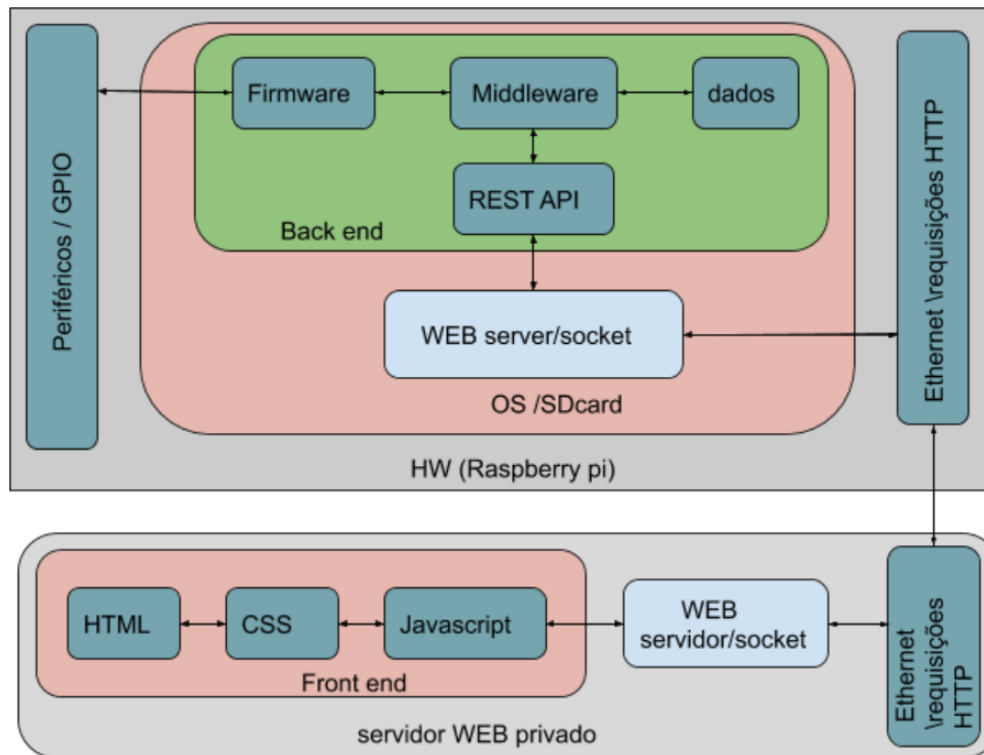 Periféricos / GPIO
Firmware
Middleware
dados
REST API
Back end
WEB server/socket
OS /SDcard
HW (Raspberry pi)
Ethernet \requisições HTTP
HTML
CSS
Javascript
Front end
WEB
servidor/socket
Ethernet
\requisições
HTTP
servidor WEB privado